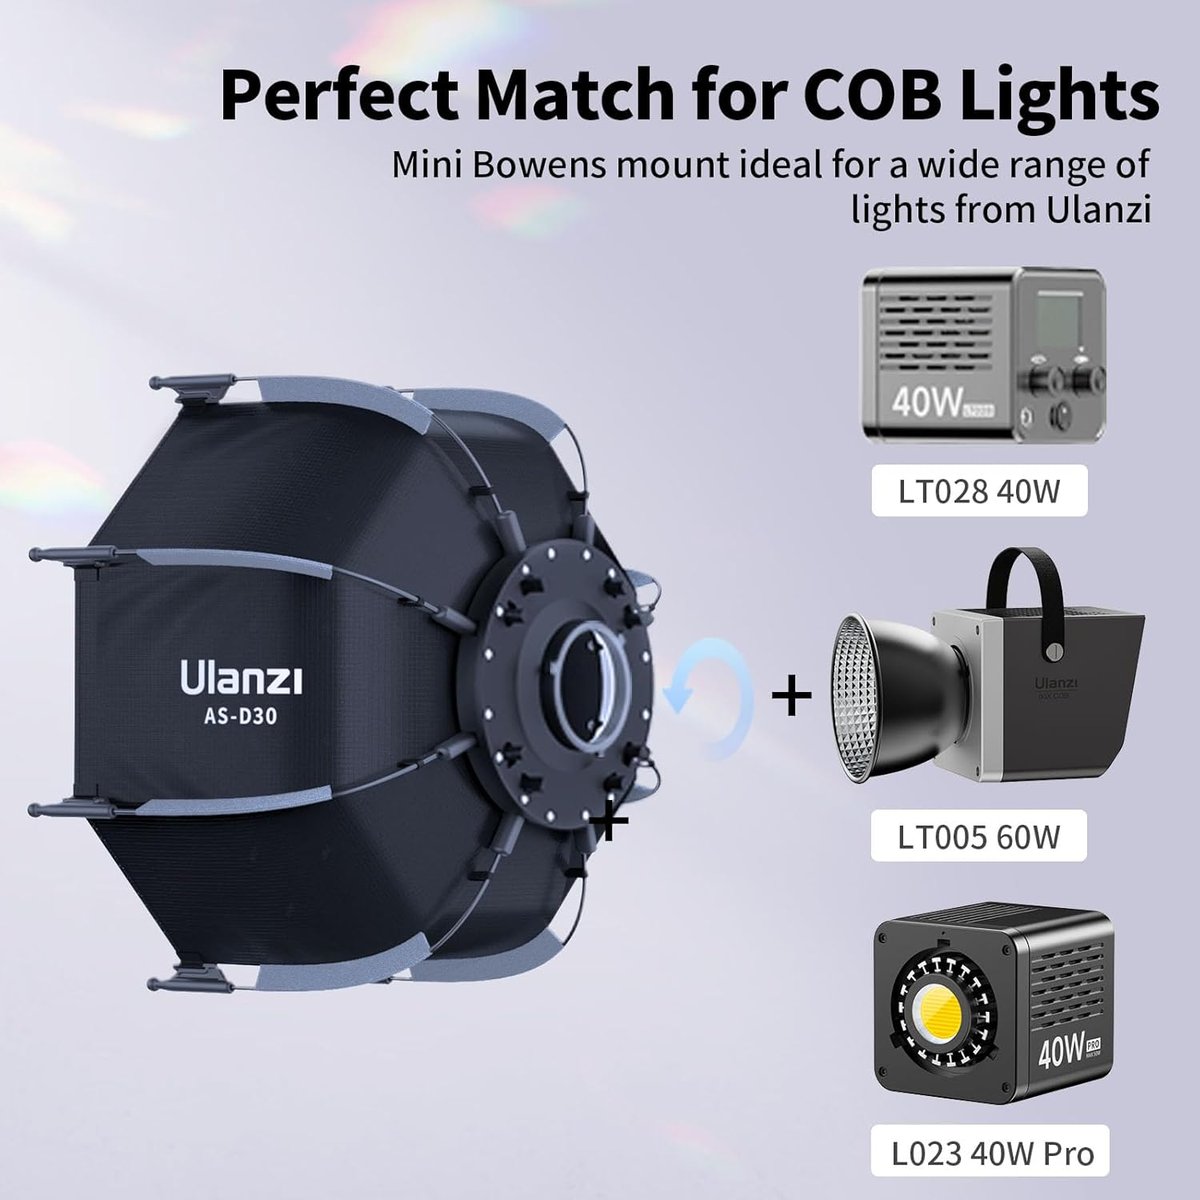 Perfect Match for COB Lights
Mini Bowens mount ideal for a wide range of
lights from Ulanzi
40W
LT028 40W
Ulanzi
AS-D30
Ulanzi
LT005 60W
40W PRO
L023 40W Pro